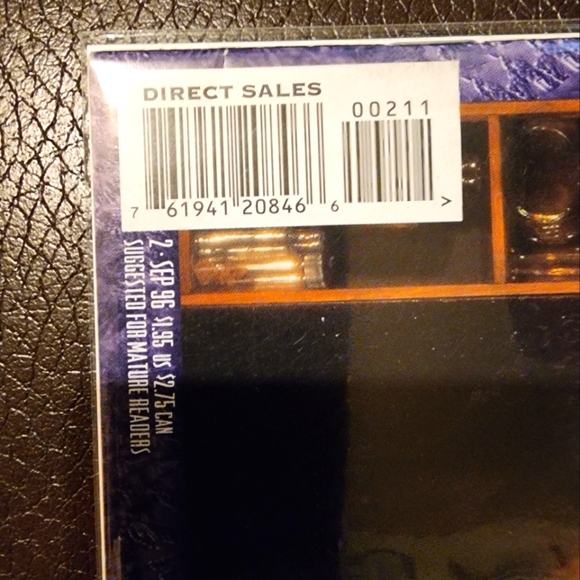 DIRECT SALES
00211
7 61941 20846 6 >
2 · SEP 96 $1.95 US $2.75 CAN
SUGGESTED FOR MATURE READERS